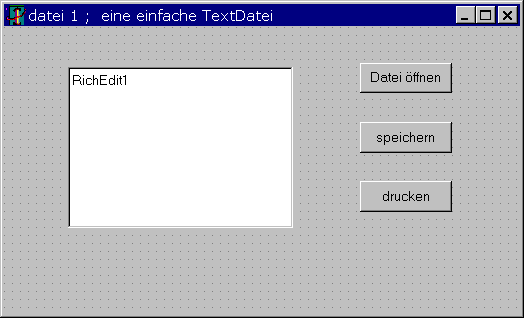 datei 1 ;  eine einfache TextDatei
RichEdit1
Datei öffnen
speichern
drucken